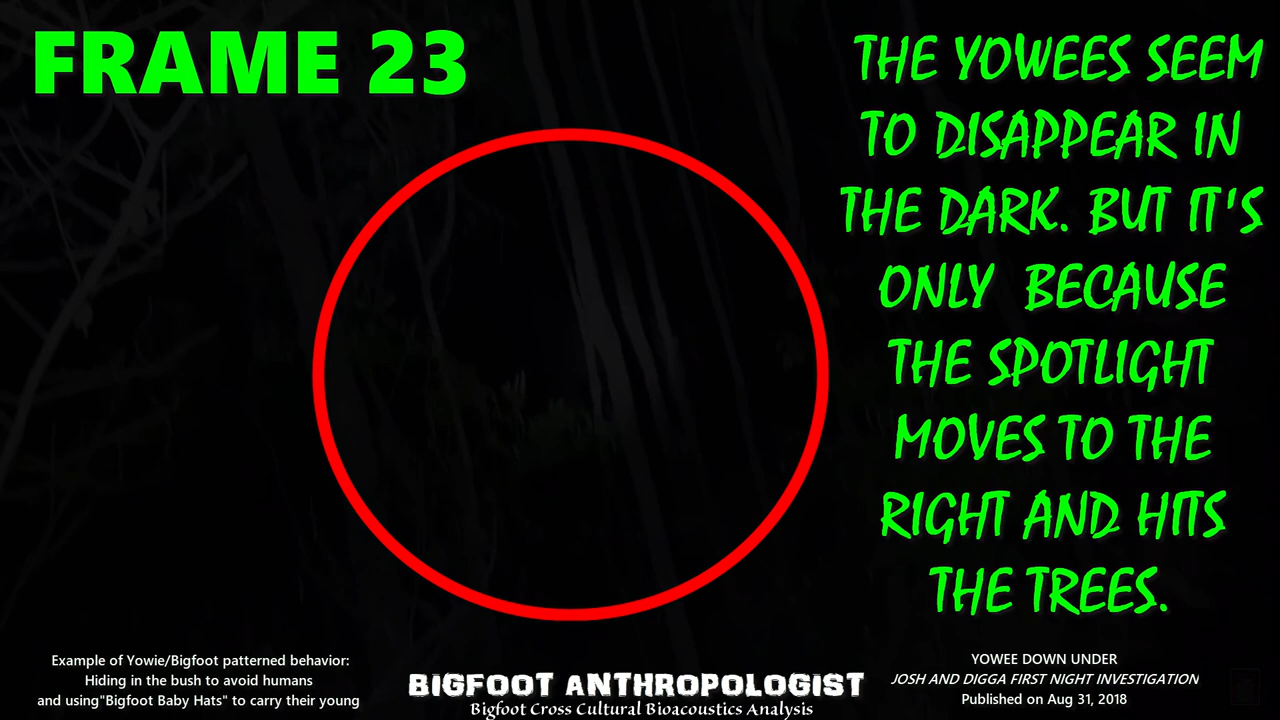 FRAME 23
THE YOWEES SEEM
TO DISAPPEAR IN
THE DARK. BUT IT'S
ONLY BECAUSE
THE SPOTLIGHT
MOVES TO THE
RIGHT AND HITS
THE TREES.
Example of Yowie/Bigfoot patterned behavior:
Hiding in the bush to avoid humans
and using"Bigfoot Baby Hats" to carry their young
BIGFOOT ANTHROPOLOGIST
Bigfoot Cross Cultural Bioacoustics Analysis
YOWEE DOWN UNDER
JOSH AND DIGGA FIRST NIGHT INVESTIGATION
Published on Aug 31, 2018